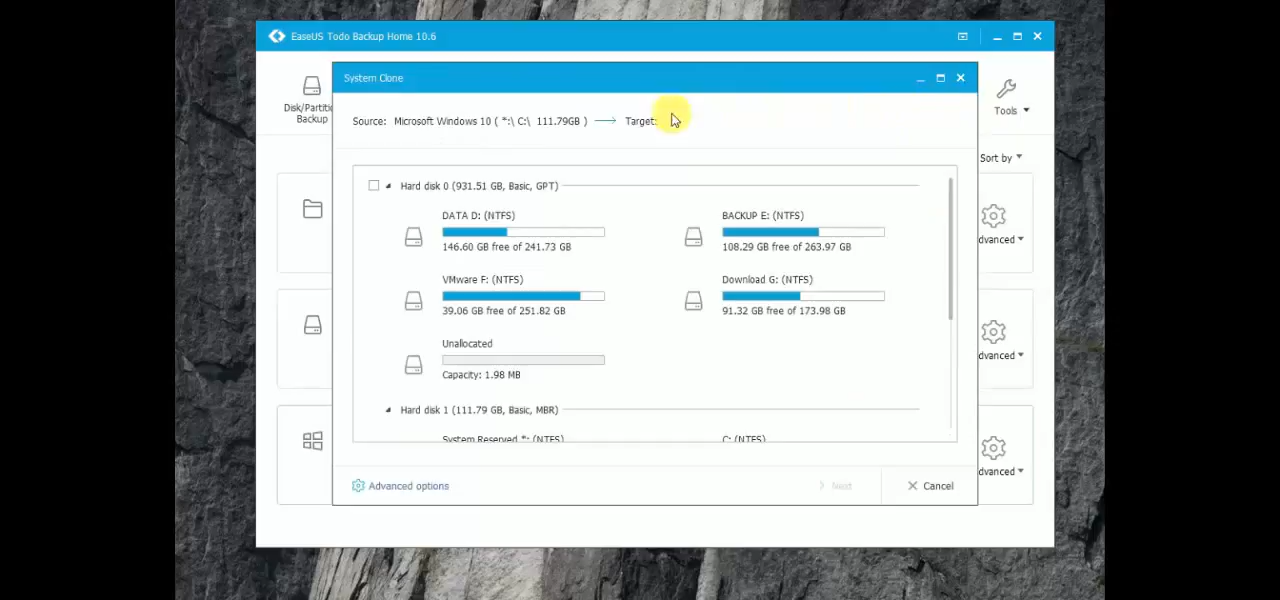 EaseUS Todo Backup Home 10.6
System Clone
Disk/Partitio
Backup
Tools
Source: Microsoft Windows 10 ( *:\ C:\ 111.79GB ) Target:
Sort by
Hard disk 0 (931.51 GB, Basic, GPT)
DATA D: (NTFS)
146.60 GB free of 241.73 GB
BACKUP E: (NTFS)
108.29 GB free of 263.97 GB
dvanced
VMware F: (NTFS)
39.06 GB free of 251.82 GB
Download G: (NTFS)
91.32 GB free of 173.98 GB
dvanced
Unallocated
Capacity: 1.98 MB
Hard disk 1 (111.79 GB, Basic, MBR)
System Reserved *: (NTFS)
C: (NTFS)
dvanced
Advanced options
Next
Cancel